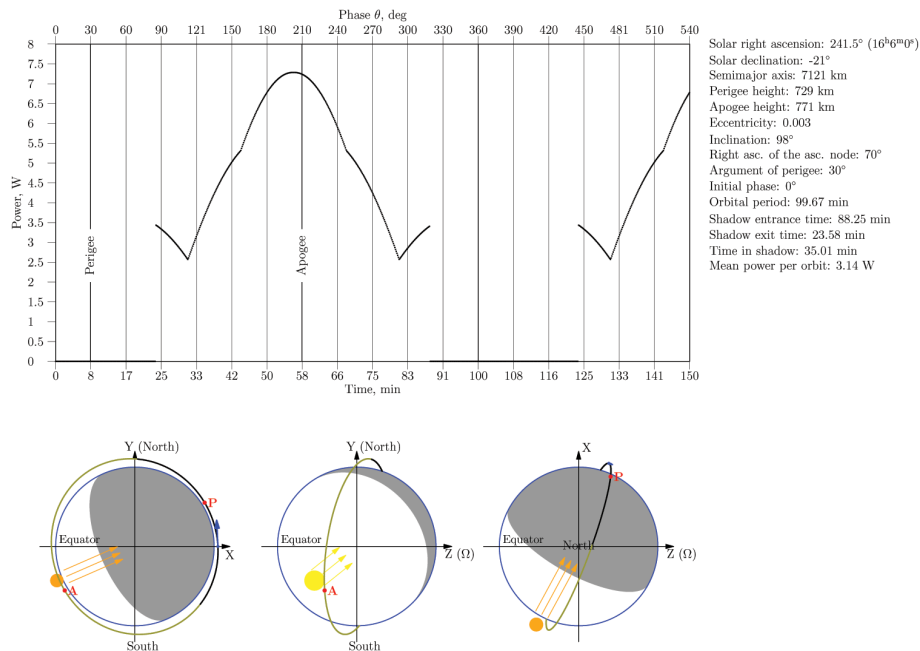 Phase θ, deg
0 30 60 90 121 150 180 210 240 270 300 330 360 390 420 450 481 510 540
8
7.5
7
6.5
6
5.5
5
4.5
4
3.5
3
2.5
2
1.5
1
0.5
0
Power, W
Perigee
Apogee
0 8 17 25 33 42 50 58 66 75 83 91 100 108 116 125 133 141 150
Time, min
Solar right ascension: 241.5° (16h6m0s)
Solar declination: -21°
Semimajor axis: 7121 km
Perigee height: 729 km
Apogee height: 771 km
Eccentricity: 0.003
Inclination: 98°
Right asc. of the asc. node: 70°
Argument of perigee: 30°
Initial phase: 0°
Orbital period: 99.67 min
Shadow entrance time: 88.25 min
Shadow exit time: 23.58 min
Time in shadow: 35.01 min
Mean power per orbit: 3.14 W
Y (North)
P
Equator
X
A
South
Y (North)
Equator
Z (Ω)
A
South
X
P
Equator
North
Z (Ω)